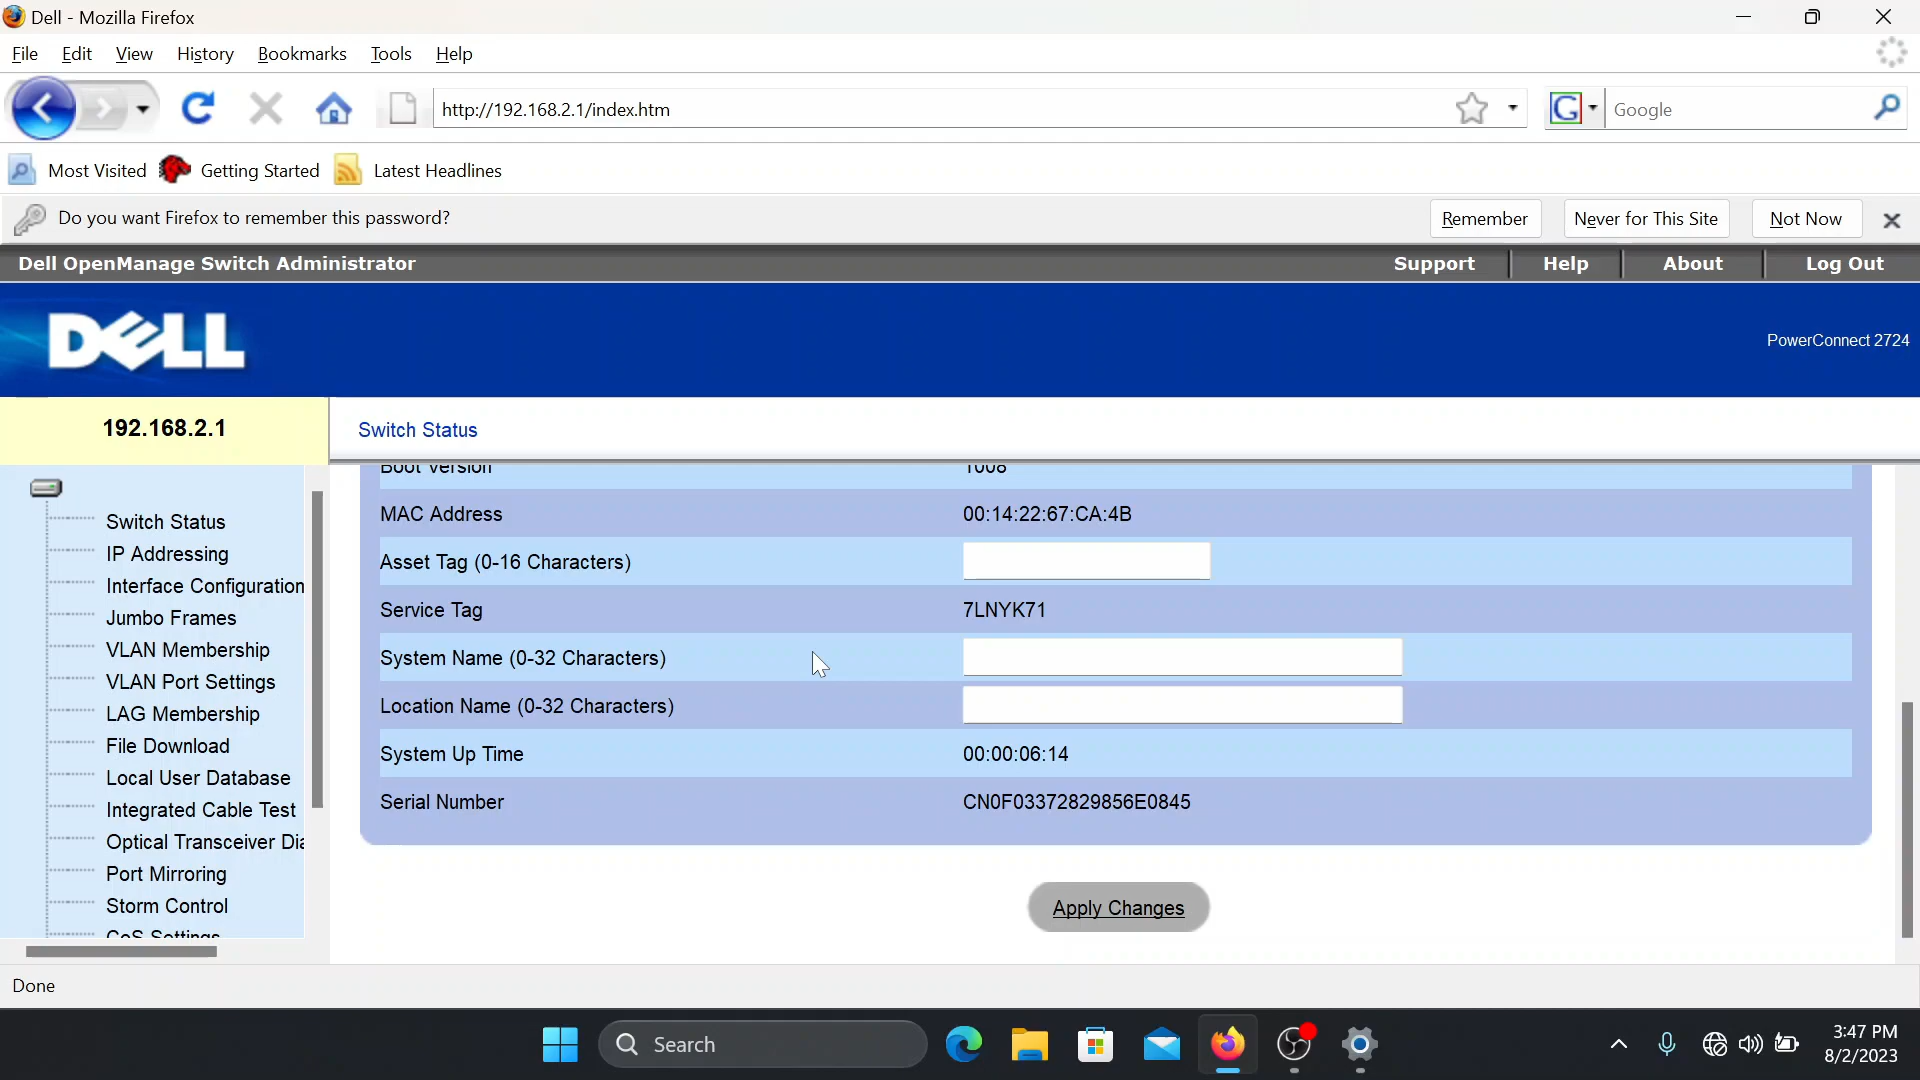 Dell - Mozilla Firefox
File Edit View History Bookmarks Tools Help
http://192.168.2.1/index.htm
G Google
Most Visited Getting Started Latest Headlines
Do you want Firefox to remember this password? Remember Never for This Site Not Now
Dell OpenManage Switch Administrator Support Help About Log Out
DELL
PowerConnect 2724
192.168.2.1
Switch Status
Switch Status
IP Addressing
Interface Configuration
Jumbo Frames
VLAN Membership
VLAN Port Settings
LAG Membership
File Download
Local User Database
Integrated Cable Test
Optical Transceiver Dia
Port Mirroring
Storm Control
CoS Settings
Boot Version
MAC Address 00:14:22:67:CA:4B
Asset Tag (0-16 Characters)
Service Tag 7LNYK71
System Name (0-32 Characters)
Location Name (0-32 Characters)
System Up Time 00:00:06:14
Serial Number CN0F03372829856E0845
Apply Changes
Done
Search
3:47 PM
8/2/2023